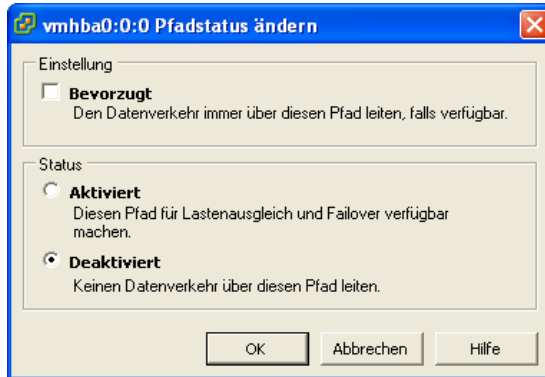 vmhba0:0:0 Pfadstatus ändern
Einstellung
Bevorzugt
Den Datenverkehr immer über diesen Pfad leiten, falls verfügbar.
Status
Aktiviert
Diesen Pfad für Lastenausgleich und Failover verfügbar
machen.
Deaktiviert
Keinen Datenverkehr über diesen Pfad leiten.
OK
Abbrechen
Hilfe